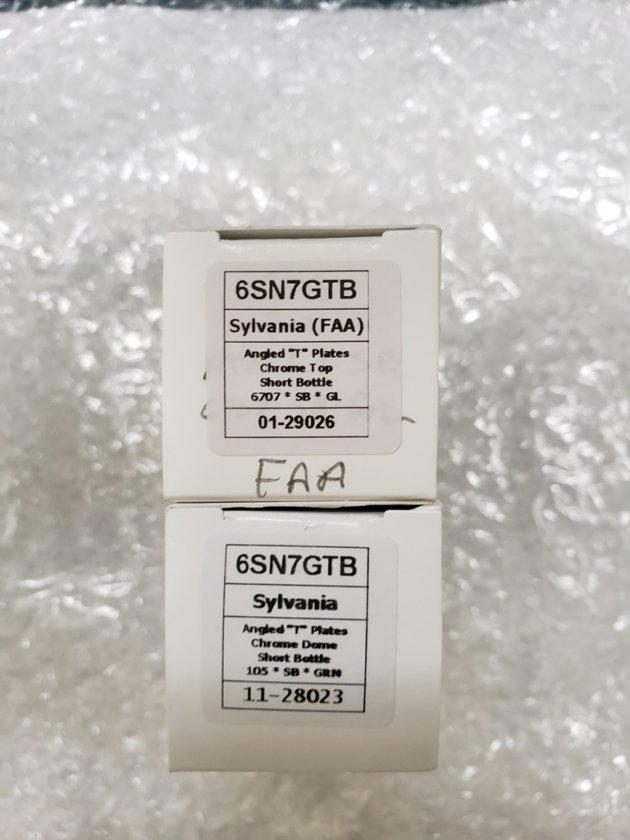 6SN7GTB
Sylvania (FAA)
Angled "T" Plates
Chrome Top
Short Bottle
6707 * SB * GL
01-29026
FAA
6SN7GTB
Sylvania
Angled "T" Plates
Chrome Dome
Short Bottle
105 * SB * GRN
11-28023